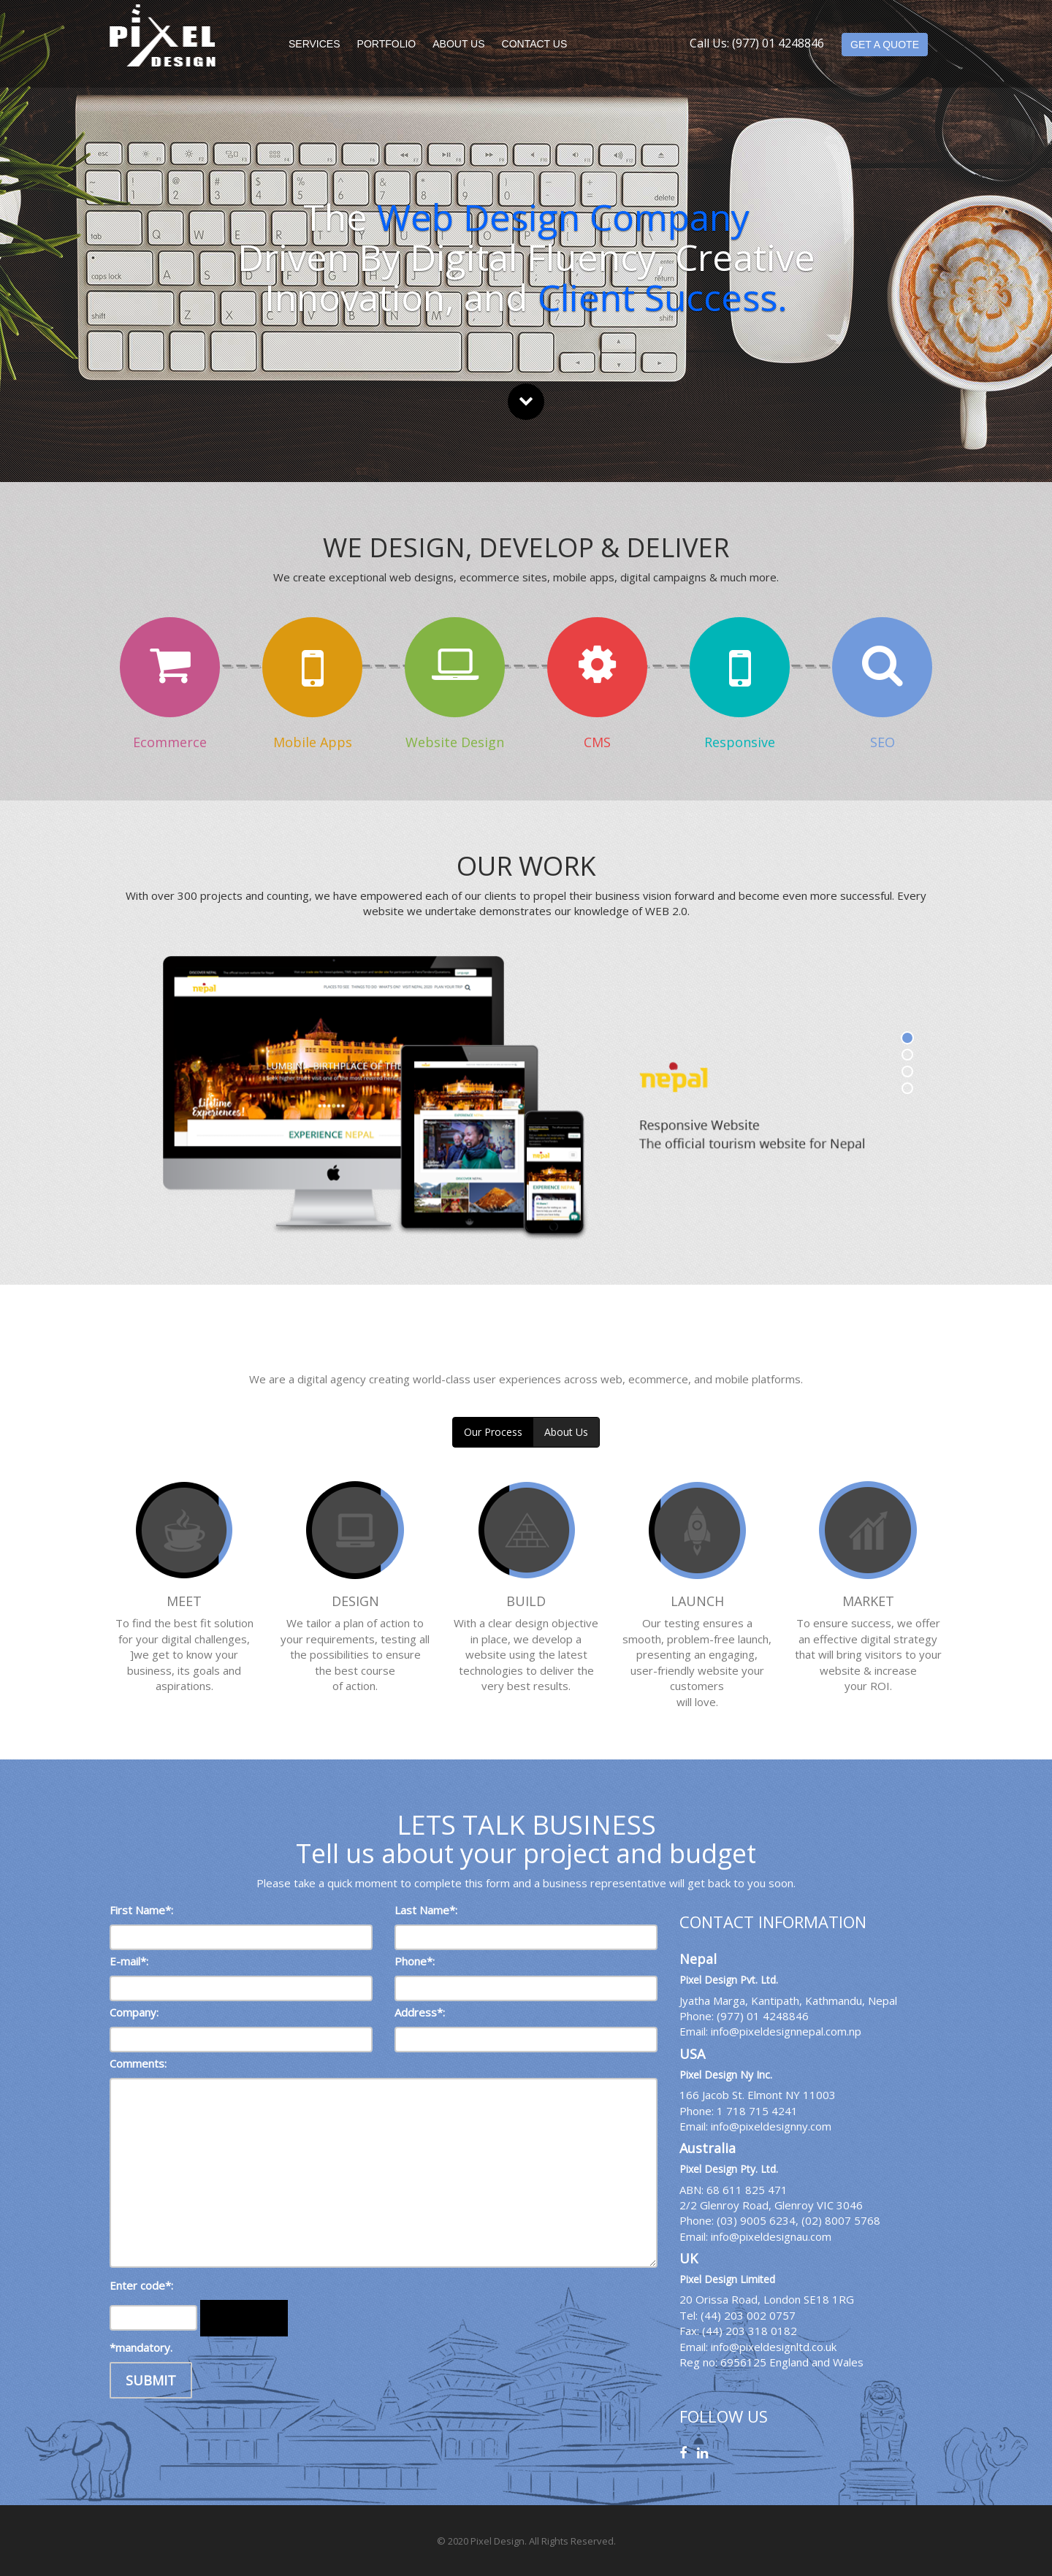 PIXEL
DESIGN
SERVICES PORTFOLIO ABOUT US CONTACT US
Call Us: (977) 01 4248846
GET A QUOTE
The Web Design Company
Driven By Digital Fluency, Creative
Innovation, and Client Success.
WE DESIGN, DEVELOP & DELIVER
We create exceptional web designs, ecommerce sites, mobile apps, digital campaigns & much more.
Ecommerce
Mobile Apps
Website Design
CMS
Responsive
SEO
OUR WORK
With over 300 projects and counting, we have empowered each of our clients to propel their business vision forward and become even more successful. Every
website we undertake demonstrates our knowledge of WEB 2.0.
nepal
Lifetime
Experiences!
EXPERIENCE NEPAL
nepal
Responsive Website
The official tourism website for Nepal
We are a digital agency creating world-class user experiences across web, ecommerce, and mobile platforms.
Our Process
About Us
MEET
To find the best fit solution
for your digital challenges,
]we get to know your
business, its goals and
aspirations.
DESIGN
We tailor a plan of action to
your requirements, testing all
the possibilities to ensure
the best course
of action.
BUILD
With a clear design objective
in place, we develop a
website using the latest
technologies to deliver the
very best results.
LAUNCH
Our testing ensures a
smooth, problem-free launch,
presenting an engaging,
user-friendly website your
customers
will love.
MARKET
To ensure success, we offer
an effective digital strategy
that will bring visitors to your
website & increase
your ROI.
LETS TALK BUSINESS
Tell us about your project and budget
Please take a quick moment to complete this form and a business representative will get back to you soon.
First Name*:
Last Name*:
E-mail*:
Phone*:
Company:
Address*:
Comments:
Enter code*:
*mandatory.
SUBMIT
CONTACT INFORMATION
Nepal
Pixel Design Pvt. Ltd.
Jyatha Marga, Kantipath, Kathmandu, Nepal
Phone: (977) 01 4248846
Email: info@pixeldesignnepal.com.np
USA
Pixel Design Ny Inc.
166 Jacob St. Elmont NY 11003
Phone: 1 718 715 4241
Email: info@pixeldesignny.com
Australia
Pixel Design Pty. Ltd.
ABN: 68 611 825 471
2/2 Glenroy Road, Glenroy VIC 3046
Phone: (03) 9005 6234, (02) 8007 5768
Email: info@pixeldesignau.com
UK
Pixel Design Limited
20 Orissa Road, London SE18 1RG
Tel: (44) 203 002 0757
Fax: (44) 203 318 0182
Email: info@pixeldesignltd.co.uk
Reg no: 6956125 England and Wales
FOLLOW US
© 2020 Pixel Design. All Rights Reserved.